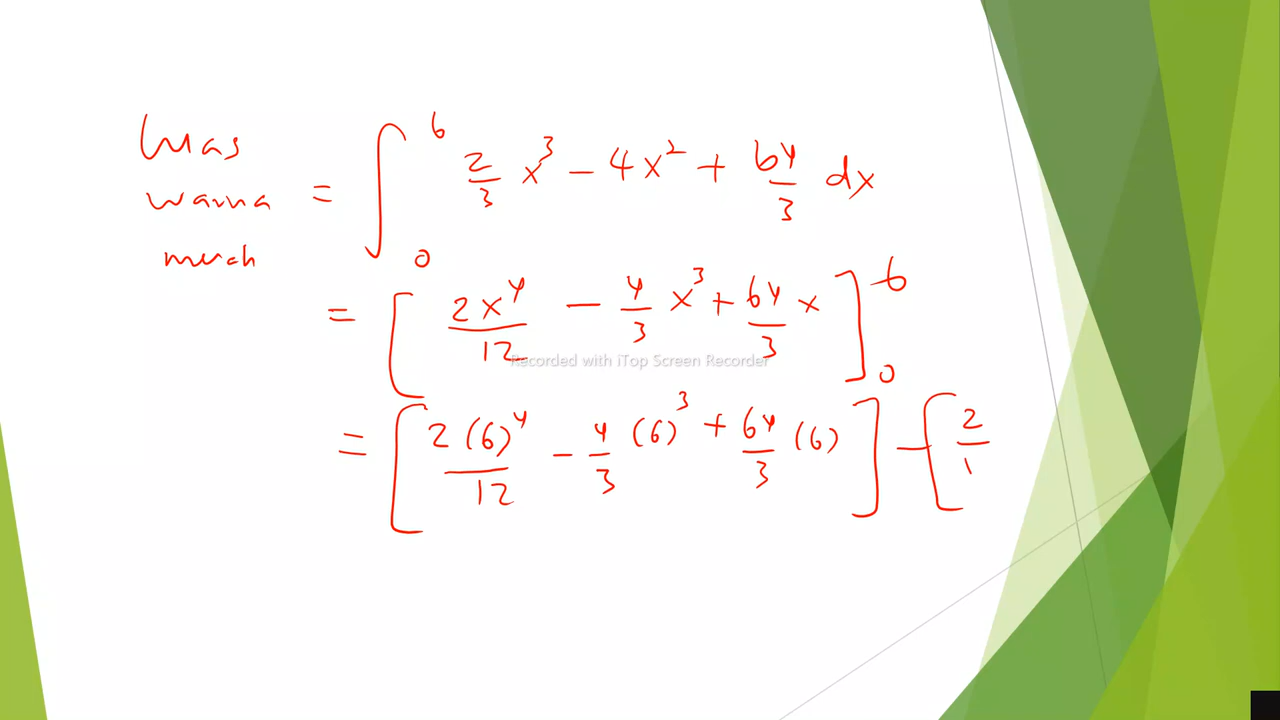 Luas
warna = ∫₀⁶ 2/3 x³ − 4x² + 64/3 dx
merah
= [ 2x⁴/12 − 4/3 x³ + 64/3 x ]₀⁶
Recorded with iTop Screen Recorder
= [ 2(6)⁴/12 − 4/3 (6)³ + 64/3 (6) ] − [ 2/1